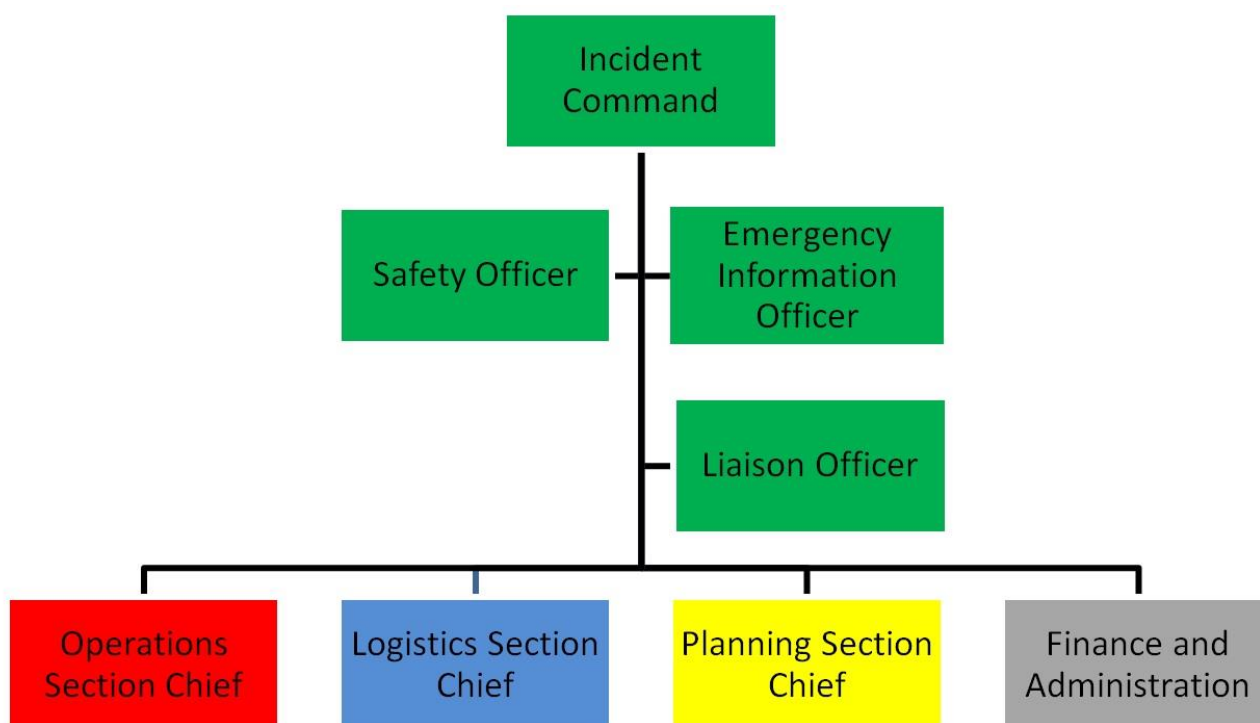 Incident
Command
Safety Officer
Emergency
Information
Officer
Liaison Officer
Operations
Section Chief
Logistics Section
Chief
Planning Section
Chief
Finance and
Administration